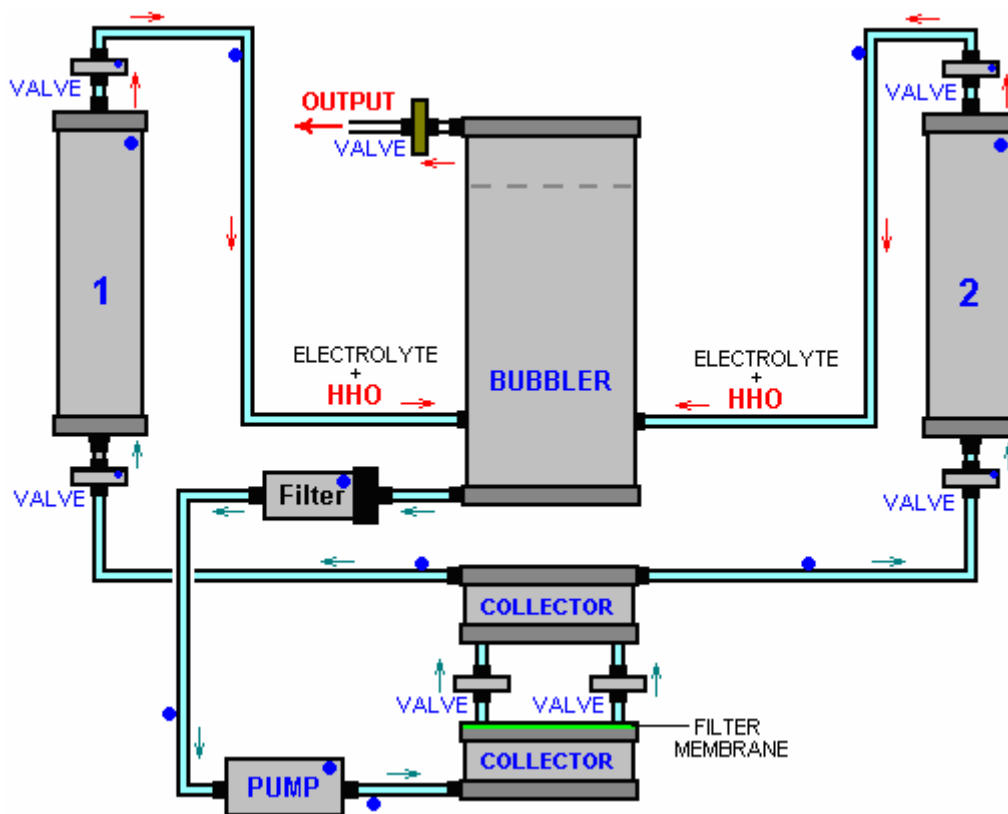 VALVE
VALVE
OUTPUT
VALVE
1
2
ELECTROLYTE
+
HHO
BUBBLER
ELECTROLYTE
+
HHO
VALVE
Filter
VALVE
COLLECTOR
VALVE
VALVE
FILTER
MEMBRANE
COLLECTOR
PUMP